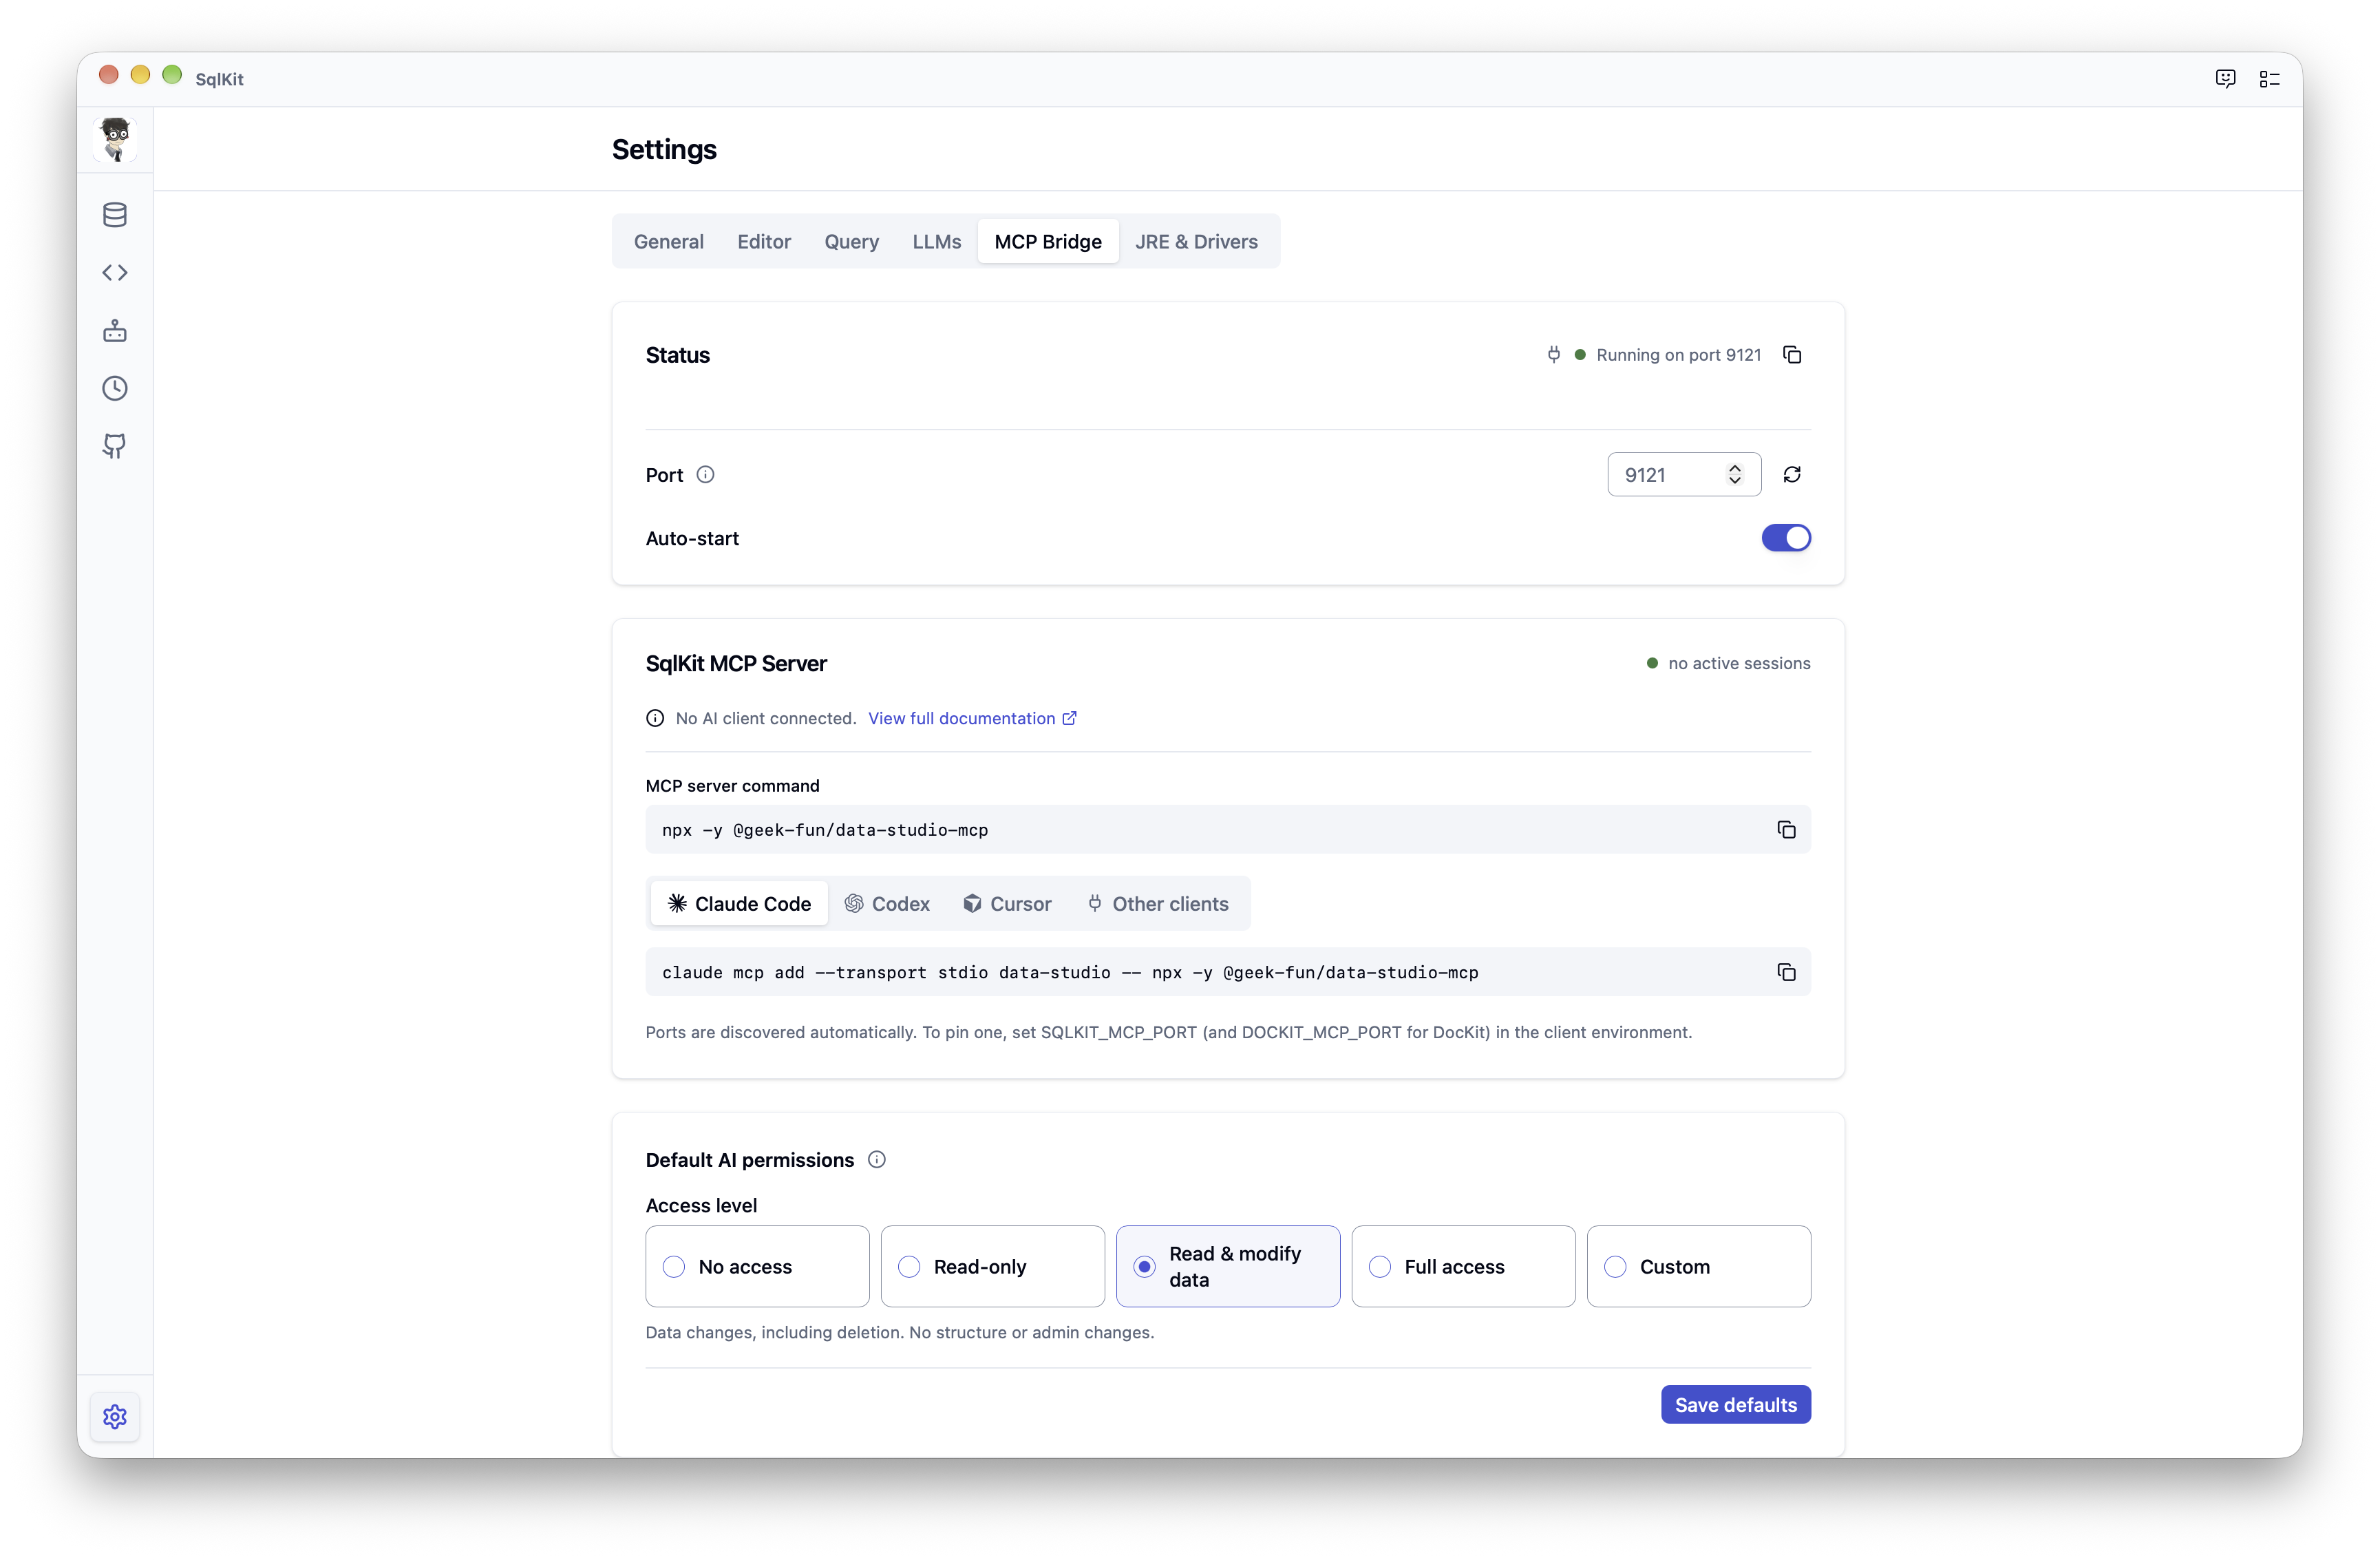 SqlKit
Settings
General Editor Query LLMs MCP Bridge JRE & Drivers
Status Running on port 9121
Port 9121
Auto-start
SqlKit MCP Server no active sessions
No AI client connected. View full documentation
MCP server command
npx -y @geek-fun/data-studio-mcp
Claude Code Codex Cursor Other clients
claude mcp add --transport stdio data-studio -- npx -y @geek-fun/data-studio-mcp
Ports are discovered automatically. To pin one, set SQLKIT_MCP_PORT (and DOCKIT_MCP_PORT for DocKit) in the client environment.
Default AI permissions
Access level
No access Read-only Read & modify data Full access Custom
Data changes, including deletion. No structure or admin changes.
Save defaults